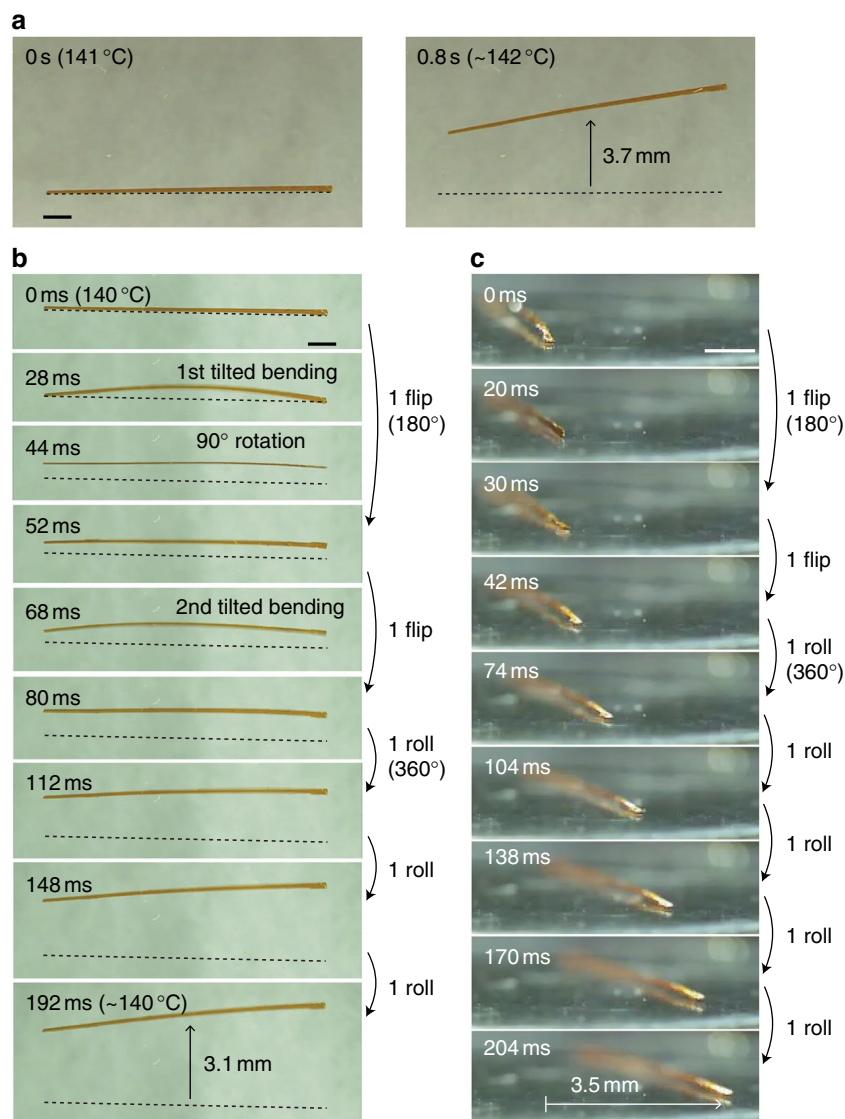 a
0 s (141 °C)
0.8 s (~142 °C)
3.7 mm
b
0 ms (140 °C)
28 ms
1st tilted bending
44 ms
90° rotation
52 ms
68 ms
2nd tilted bending
80 ms
112 ms
148 ms
192 ms (~140 °C)
3.1 mm
1 flip
(180°)
1 flip
1 roll
(360°)
1 roll
1 roll
c
0 ms
20 ms
30 ms
42 ms
74 ms
104 ms
138 ms
170 ms
204 ms
3.5 mm
1 flip
(180°)
1 flip
1 roll
(360°)
1 roll
1 roll
1 roll
1 roll